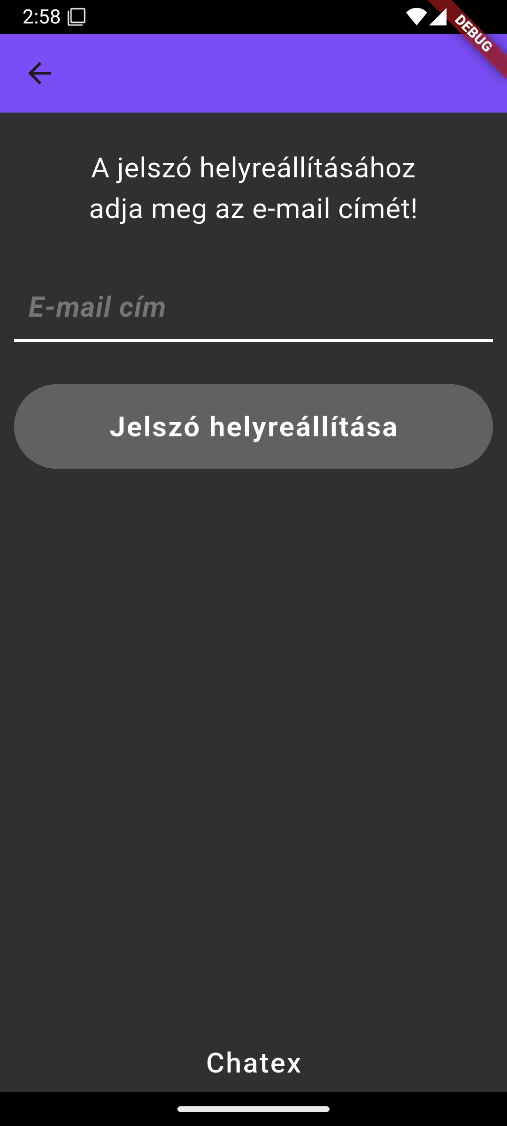 2:58
DEBUG
A jelszó helyreállításához
adja meg az e-mail címét!
E-mail cím
Jelszó helyreállítása
Chatex